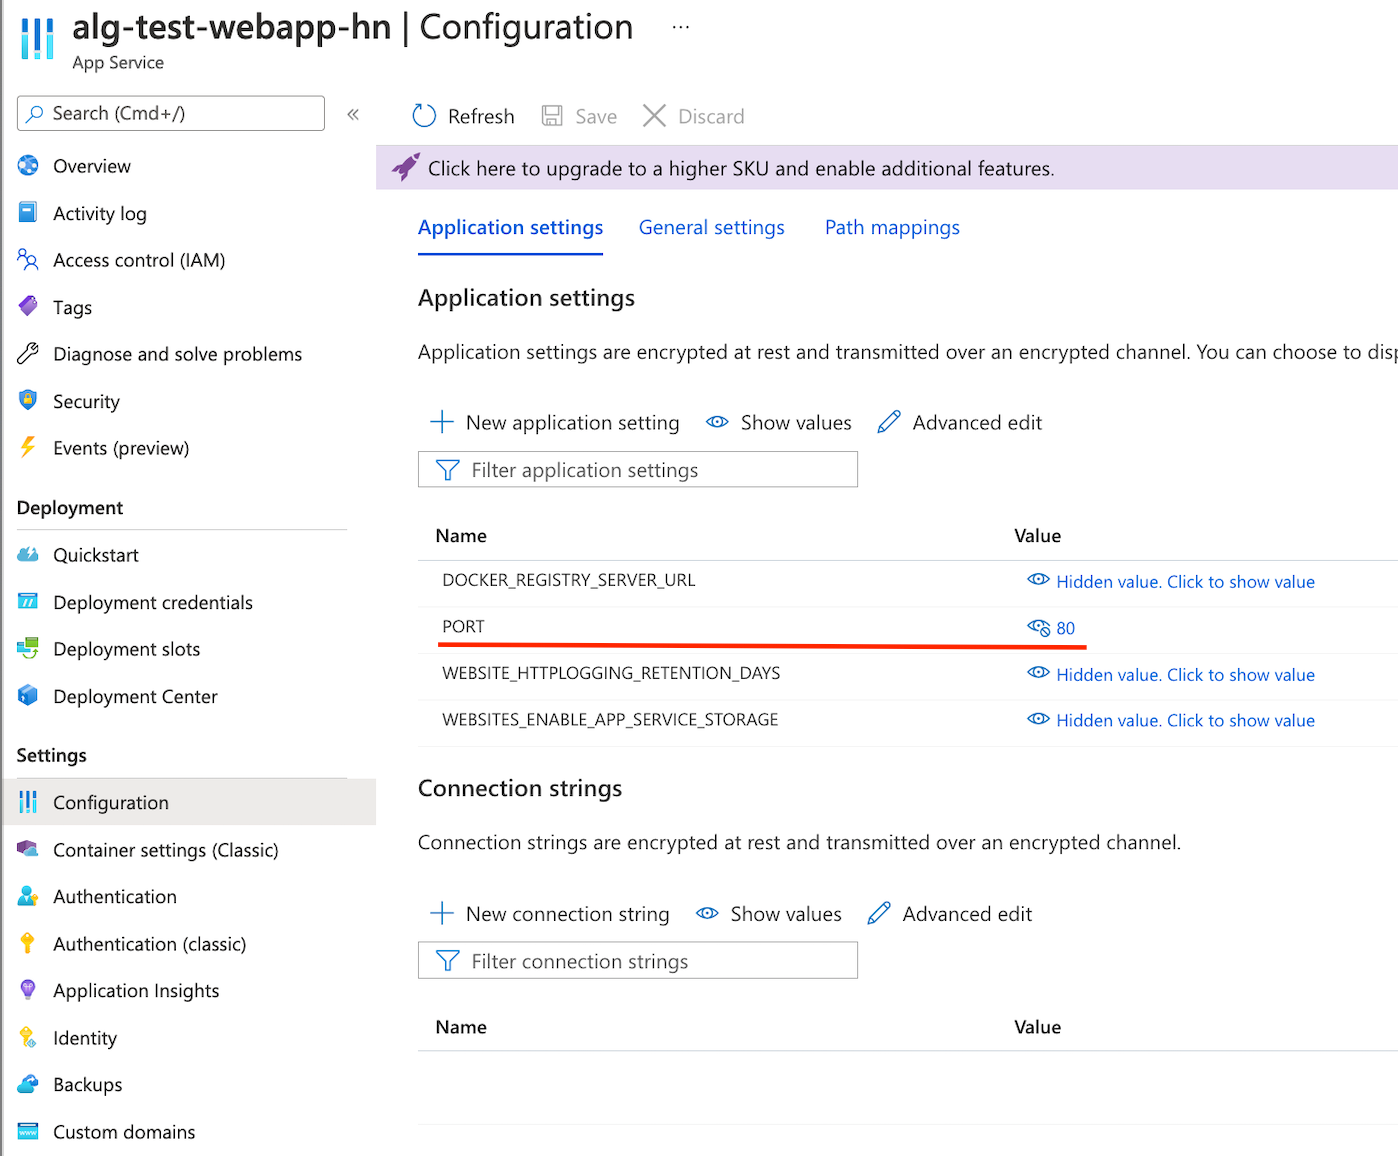 alg-test-webapp-hn | Configuration ...
App Service
Search (Cmd+/)
«
Overview
Activity log
Access control (IAM)
Tags
Diagnose and solve problems
Security
Events (preview)
Deployment
Quickstart
Deployment credentials
Deployment slots
Deployment Center
Settings
Configuration
Container settings (Classic)
Authentication
Authentication (classic)
Application Insights
Identity
Backups
Custom domains
Refresh Save Discard
Click here to upgrade to a higher SKU and enable additional features.
Application settings General settings Path mappings
Application settings
Application settings are encrypted at rest and transmitted over an encrypted channel. You can choose to disp
New application setting Show values Advanced edit
Filter application settings
Name Value
DOCKER_REGISTRY_SERVER_URL Hidden value. Click to show value
PORT 80
WEBSITE_HTTPLOGGING_RETENTION_DAYS Hidden value. Click to show value
WEBSITES_ENABLE_APP_SERVICE_STORAGE Hidden value. Click to show value
Connection strings
Connection strings are encrypted at rest and transmitted over an encrypted channel.
New connection string Show values Advanced edit
Filter connection strings
Name Value